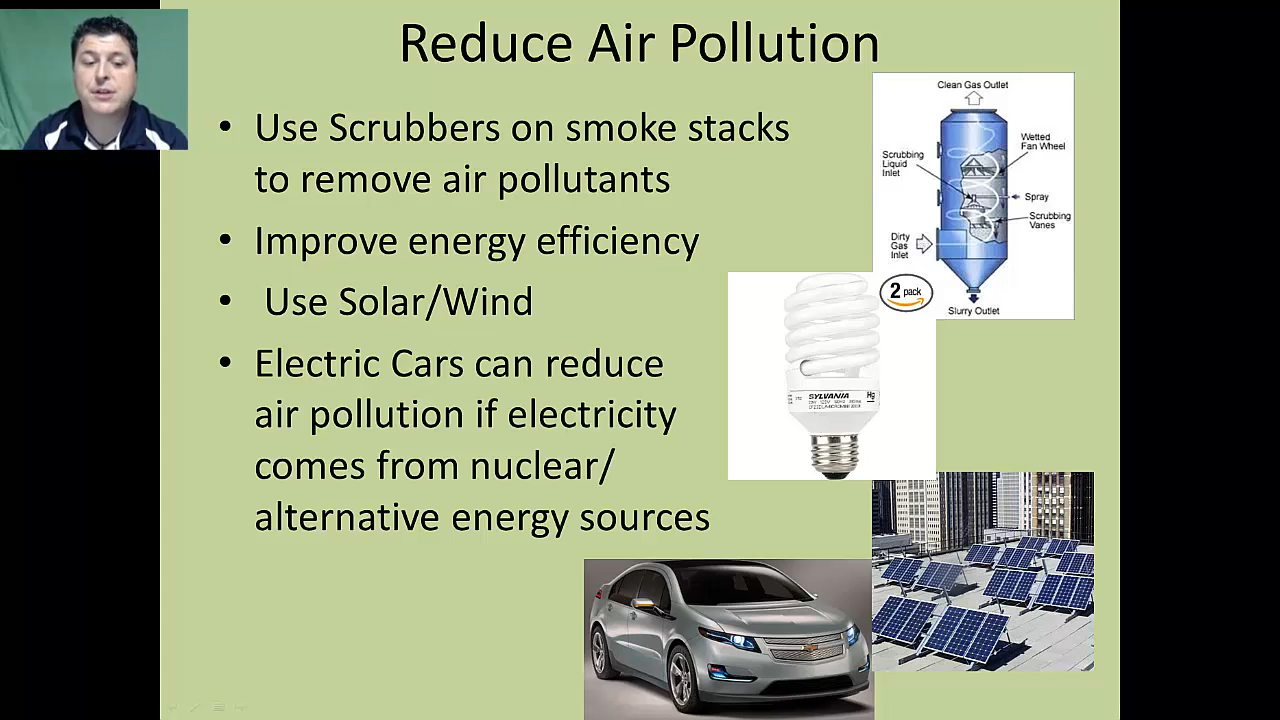 Reduce Air Pollution
• Use Scrubbers on smoke stacks
to remove air pollutants
• Improve energy efficiency
• Use Solar/Wind
• Electric Cars can reduce
air pollution if electricity
comes from nuclear/
alternative energy sources
Clean Gas Outlet
Wetted
Fan Wheel
Scrubbing
Liquid
Inlet
Spray
Scrubbing
Vanes
Dirty
Gas
Inlet
Slurry Outlet
2 pack
SYLVANIA
Hg